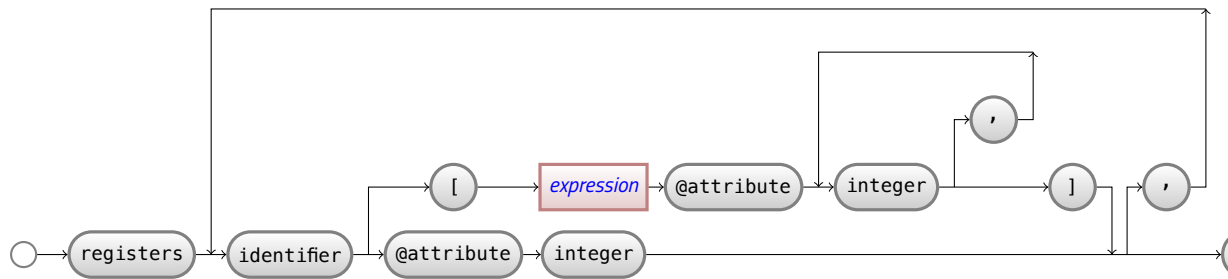 ,
[ expression @attribute integer ] ,
registers identifier @attribute integer